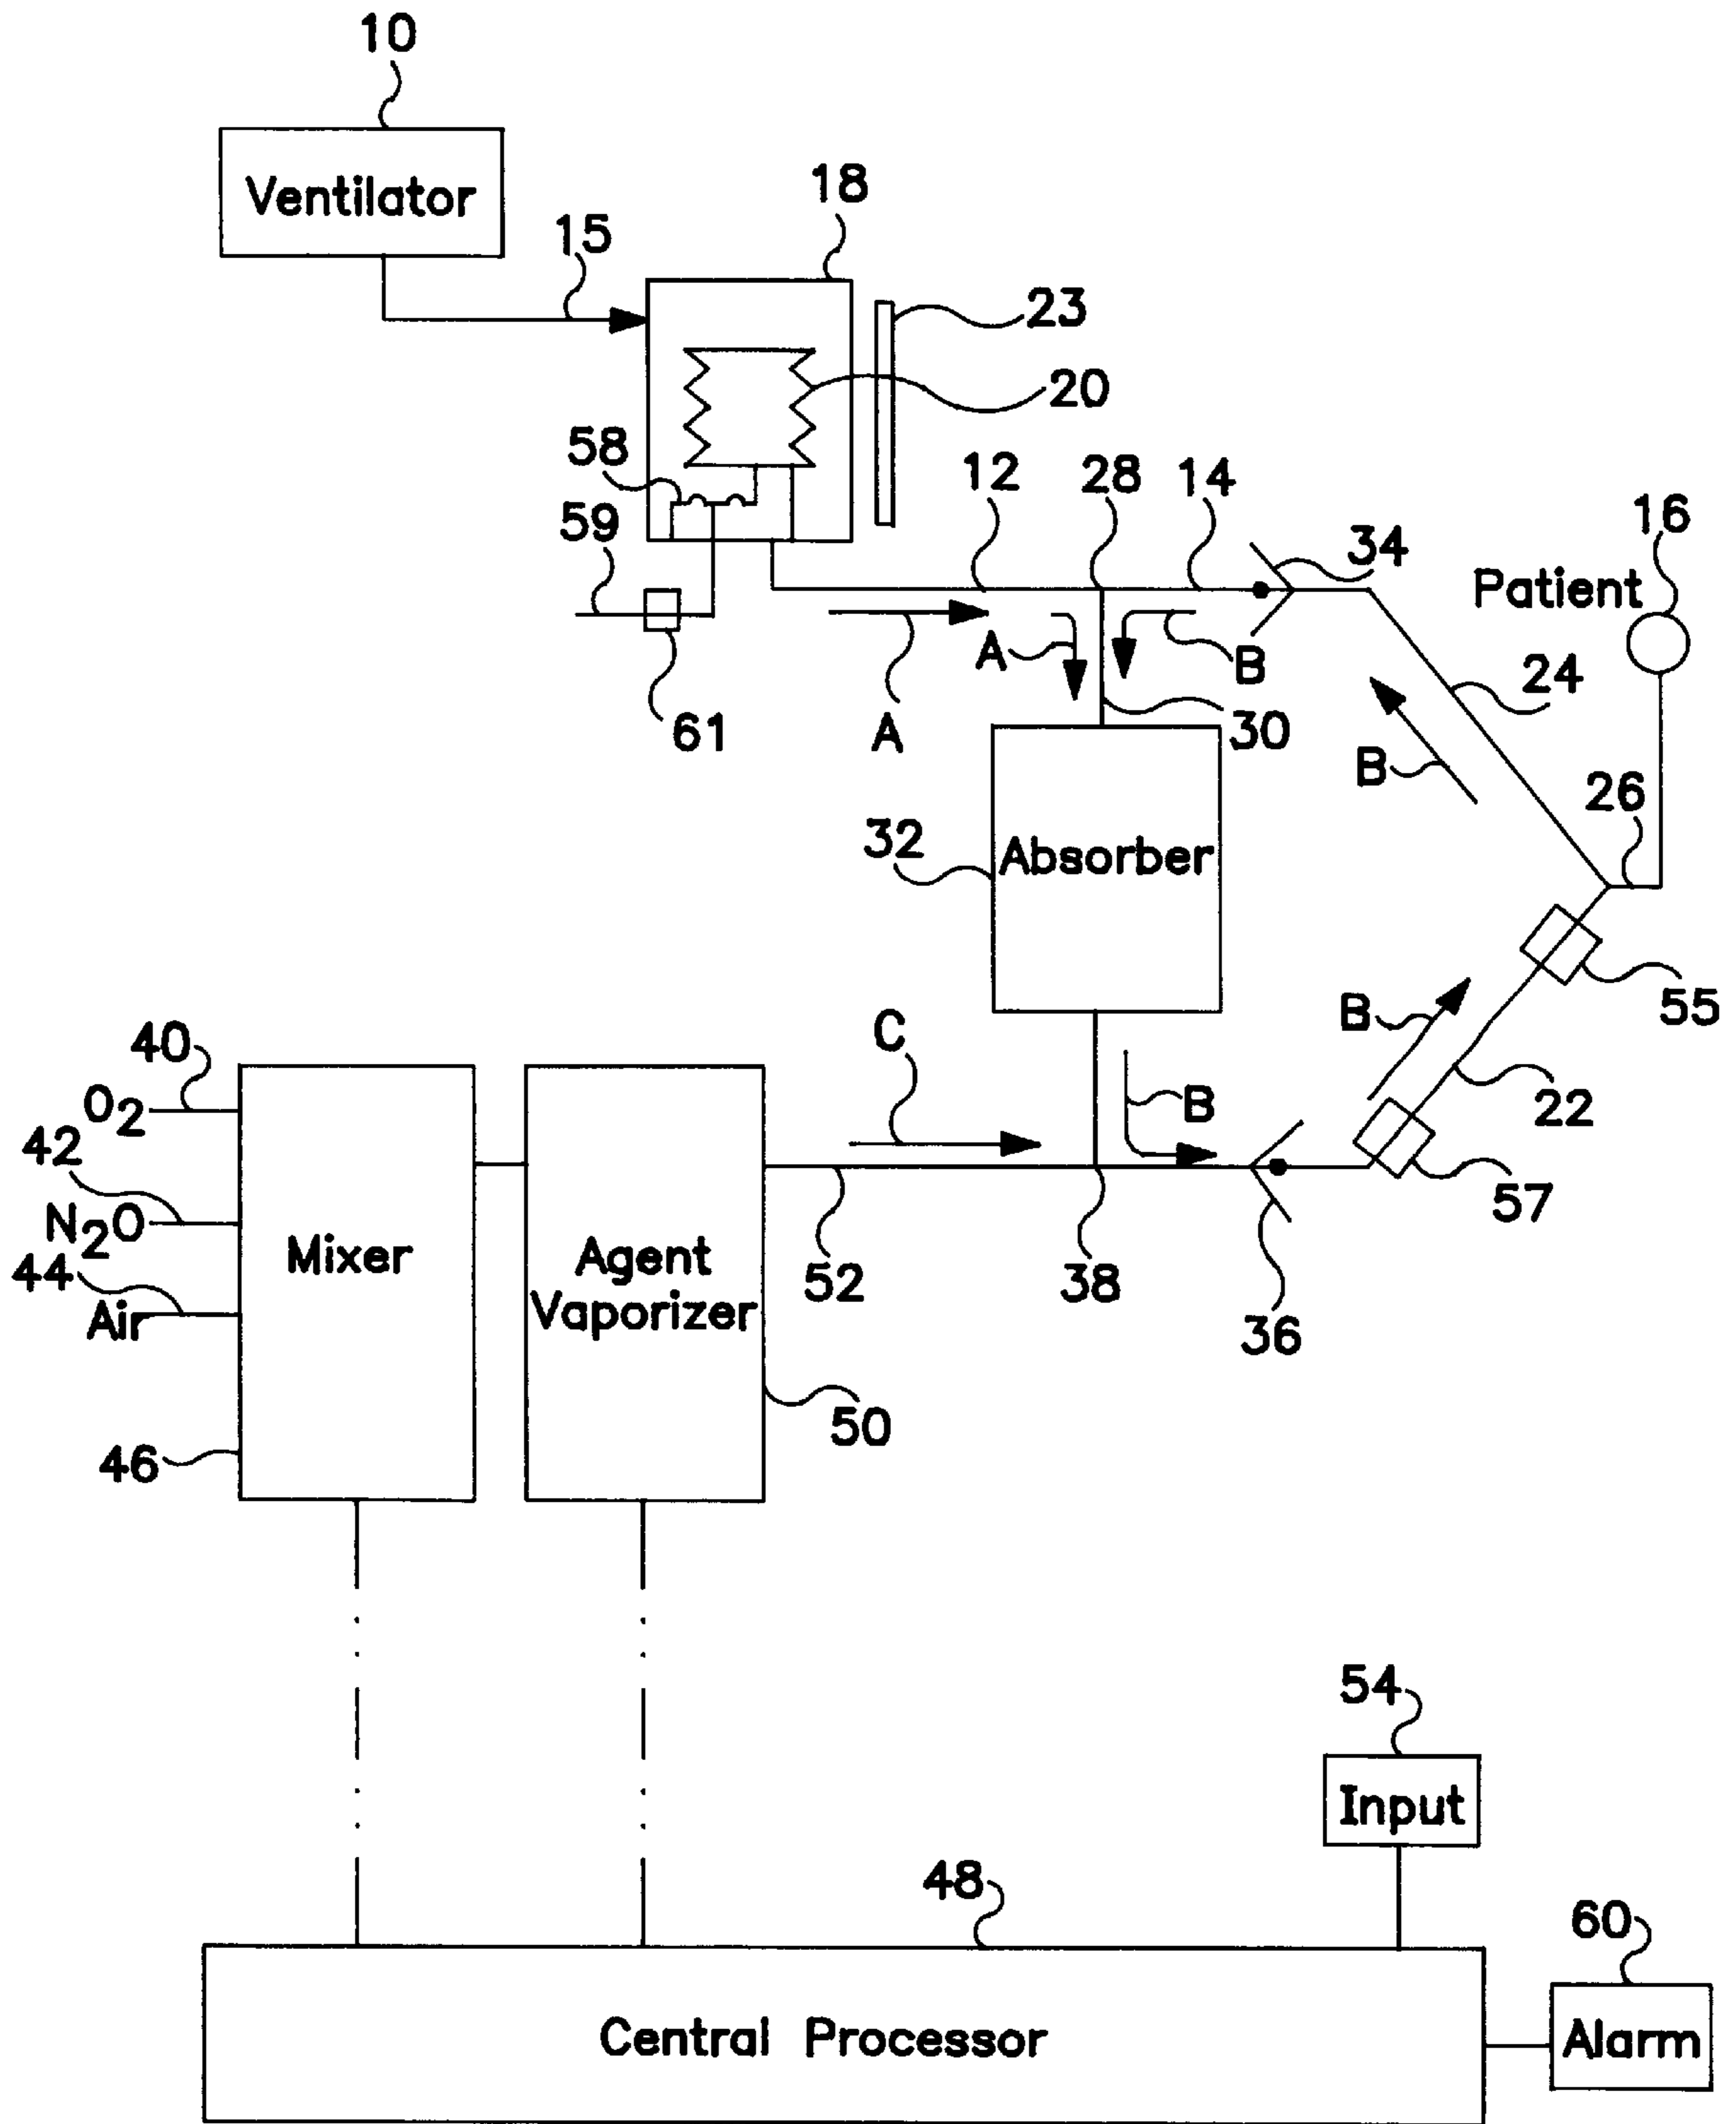 10
Ventilator
18
15
23
20
58
12
28
14
59
16
34
Patient
A
B
24
61
A
30
B
26
32
Absorber
55
C
B
40
O2
B
22
42
N2O
57
Mixer
Agent
Vaporizer
44
Air
52
38
36
50
46
54
Input
48
60
Central Processor
Alarm